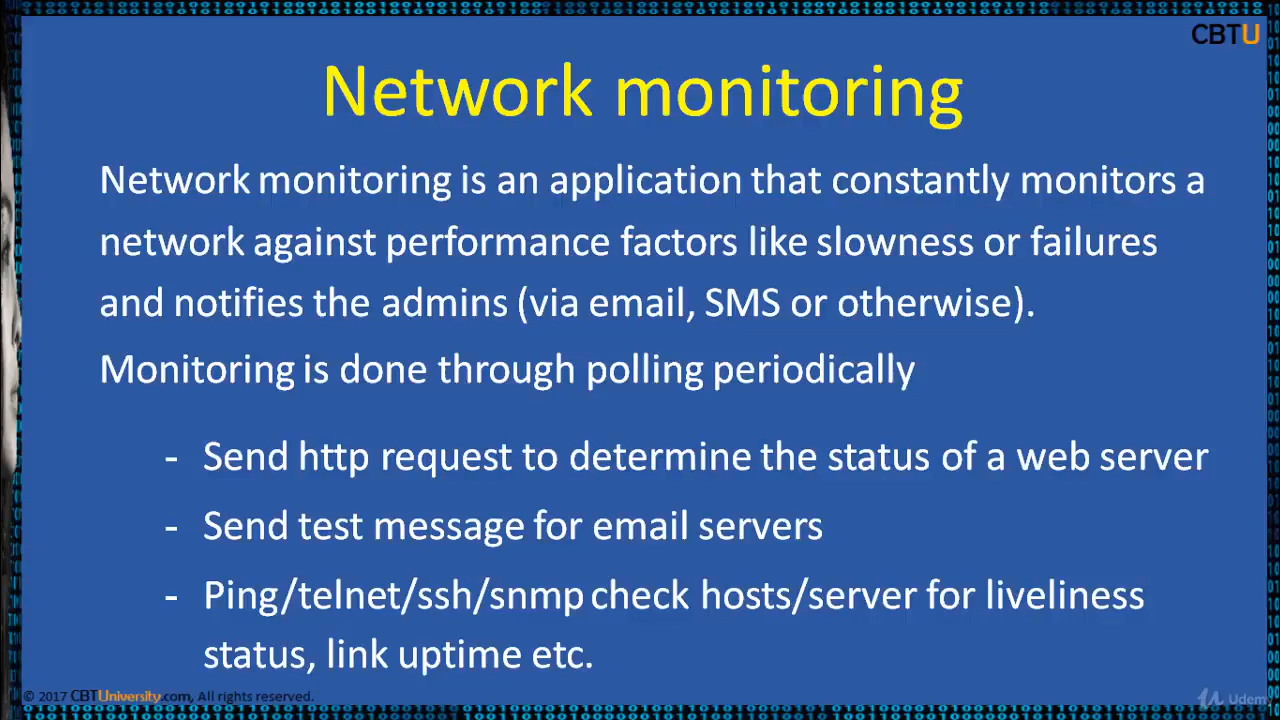 CBTU
Network monitoring
Network monitoring is an application that constantly monitors a
network against performance factors like slowness or failures
and notifies the admins (via email, SMS or otherwise).
Monitoring is done through polling periodically
- Send http request to determine the status of a web server
- Send test message for email servers
- Ping/telnet/ssh/snmp check hosts/server for liveliness
status, link uptime etc.
© 2017 CBTUniversity.com, All rights reserved.
Udem